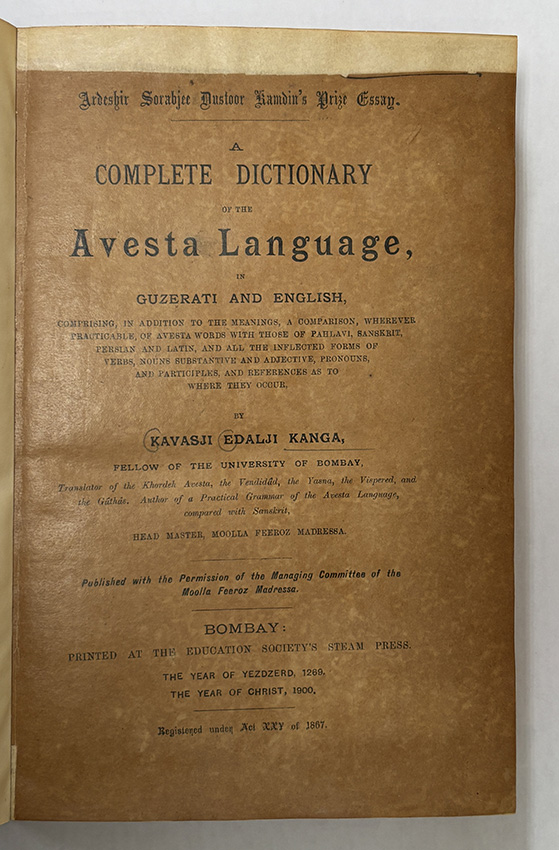 Ardeshir Sorabjee Dustoor Kamdin's Prize Essay.
A
COMPLETE DICTIONARY
OF THE
Avesta Language,
IN
GUZERATI AND ENGLISH,
COMPRISING, IN ADDITION TO THE MEANINGS, A COMPARISON, WHEREVER
PRACTICABLE, OF AVESTA WORDS WITH THOSE OF PAHLAVI, SANSKRIT,
PERSIAN AND LATIN, AND ALL THE INFLECTED FORMS OF
VERBS, NOUNS SUBSTANTIVE AND ADJECTIVE, PRONOUNS,
AND PARTICIPLES, AND REFERENCES AS TO
WHERE THEY OCCUR,
BY
KAVASJI EDALJI KANGA,
FELLOW OF THE UNIVERSITY OF BOMBAY,
Translator of the Khordeh Avesta, the Vendidâd, the Yasna, the Vispered, and
the Gâthâs. Author of a Practical Grammar of the Avesta Language,
compared with Sanskrit,
HEAD MASTER, MOOLLA FEEROZ MADRESSA.
Published with the Permission of the Managing Committee of the
Moolla Feeroz Madressa.
BOMBAY:
PRINTED AT THE EDUCATION SOCIETY'S STEAM PRESS.
THE YEAR OF YEZDZERD, 1269.
THE YEAR OF CHRIST, 1900.
Registered under Act XXV of 1867.